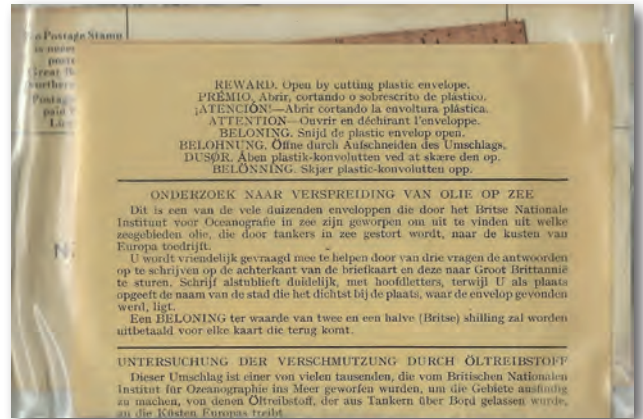 No Postage Stamp
Great
Postage
REWARD. Open by cutting plastic envelope.
PRÉMIO, Abrir, cortando o sobrescrito de plástico.
¡ATENCIÓN!—Abrir cortando la envoltura plástica.
ATTENTION—Ouvrir en déchirant l'enveloppe.
BELONING. Snijd de plastic envelop open.
BELOHNUNG. Öffne durch Aufschneiden des Umschlags.
DUSØR. Åben plastik-konvolutten ved at skære den op.
BELÖNNING. Skjær plastic-konvolutten opp.
ONDERZOEK NAAR VERSPREIDING VAN OLIE OP ZEE
Dit is een van de vele duizenden enveloppen die door het Britse Nationale
Instituut voor Oceanografie in zee zijn geworpen om uit te vinden uit welke
zeegebieden olie, die door tankers in zee gestort wordt, naar de kusten van
Europa toedrijft.
U wordt vriendelijk gevraagd mee te helpen door van drie vragen de antwoorden
op te schrijven op de achterkant van de briefkaart en deze naar Groot Brittannië
te sturen. Schrijf alstublieft duidelijk, met hoofdletters, terwijl U als plaats
opgeeft de naam van de stad die het dichtst bij de plaats, waar de envelop gevonden
werd, ligt.
Een BELONING ter waarde van twee en een halve (Britse) shilling zal worden
uitbetaald voor elke kaart die terug komt.
UNTERSUCHUNG DER VERSCHMUTZUNG DURCH ÖLTREIBSTOFF
Dieser Umschlag ist einer von vielen tausenden, die vom Britischen Nationalen
Institut für Ozeanographie ins Meer geworfen wurden, um die Gebiete ausfindig
zu machen, von denen Öltreibstoff, der aus Tankern über Bord gelassen wurde,
an die Küsten Europas treibt